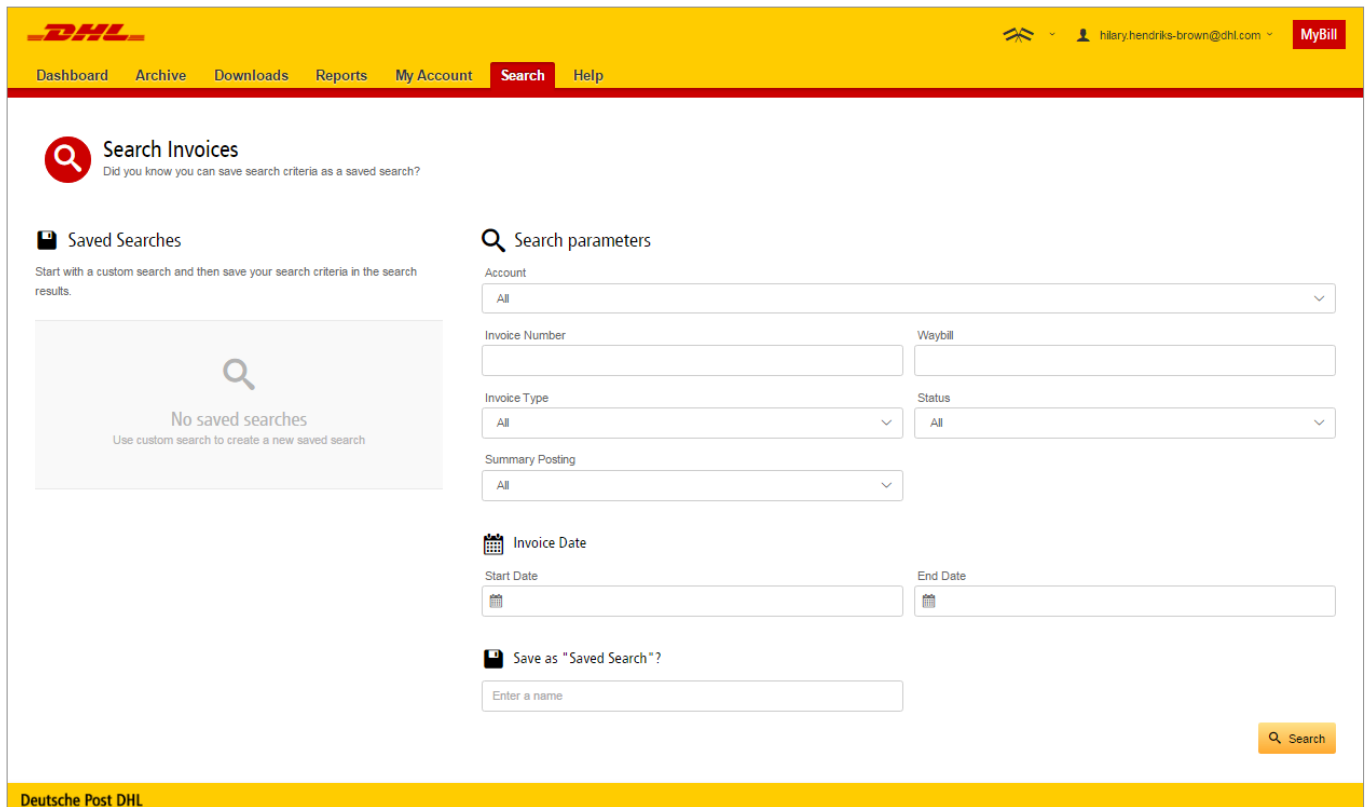 DHL
hilary.hendriks-brown@dhl.com
MyBill
Dashboard Archive Downloads Reports My Account Search Help
Search Invoices
Did you know you can save search criteria as a saved search?
Saved Searches
Start with a custom search and then save your search criteria in the search
results.
No saved searches
Use custom search to create a new saved search
Search parameters
Account
All
Invoice Number Waybill
Invoice Type Status
All All
Summary Posting
All
Invoice Date
Start Date End Date
Save as "Saved Search"?
Enter a name
Search
Deutsche Post DHL